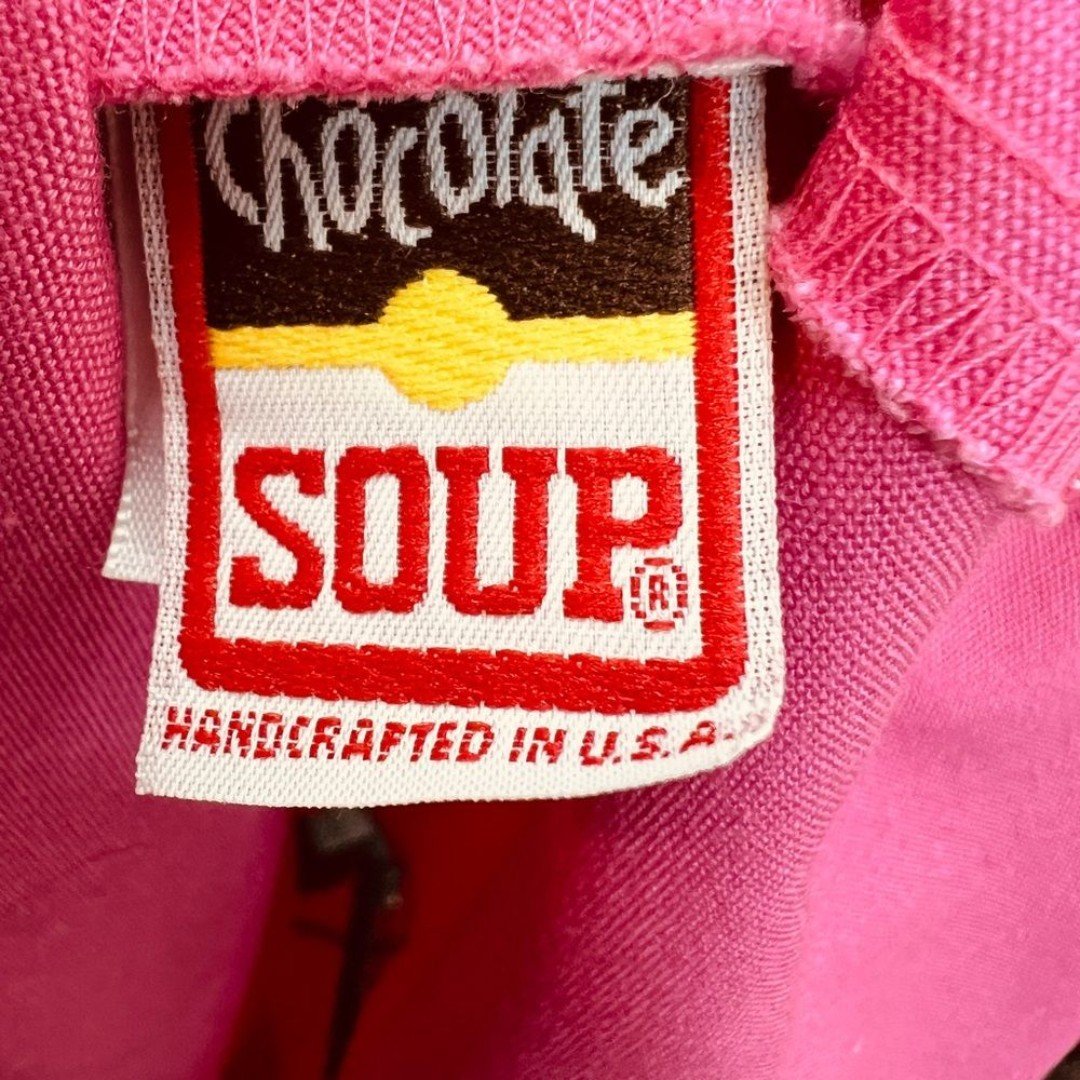 Chocolate
SOUP®
HANDCRAFTED IN U.S.A.